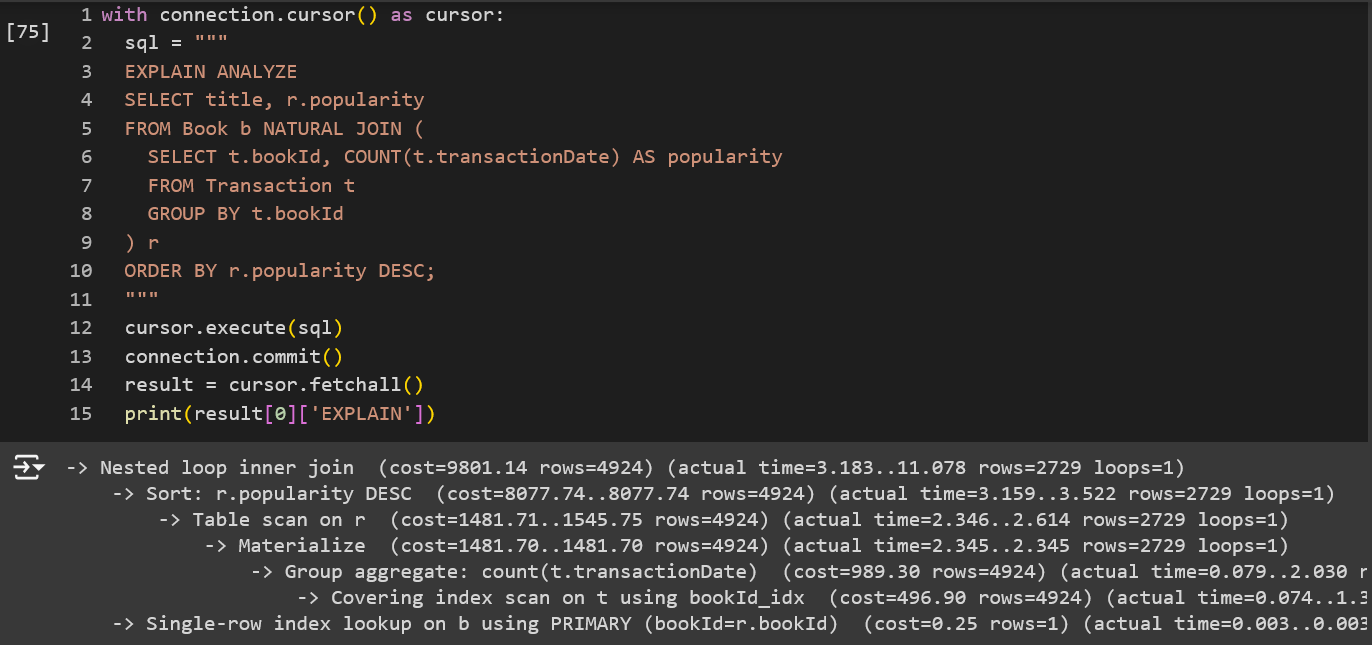 [75]
1 with connection.cursor() as cursor:
2 sql = """
3 EXPLAIN ANALYZE
4 SELECT title, r.popularity
5 FROM Book b NATURAL JOIN (
6 SELECT t.bookId, COUNT(t.transactionDate) AS popularity
7 FROM Transaction t
8 GROUP BY t.bookId
9 ) r
10 ORDER BY r.popularity DESC;
11 """
12 cursor.execute(sql)
13 connection.commit()
14 result = cursor.fetchall()
15 print(result[0]['EXPLAIN'])
-> Nested loop inner join (cost=9801.14 rows=4924) (actual time=3.183..11.078 rows=2729 loops=1)
-> Sort: r.popularity DESC (cost=8077.74..8077.74 rows=4924) (actual time=3.159..3.522 rows=2729 loops=1)
-> Table scan on r (cost=1481.71..1545.75 rows=4924) (actual time=2.346..2.614 rows=2729 loops=1)
-> Materialize (cost=1481.70..1481.70 rows=4924) (actual time=2.345..2.345 rows=2729 loops=1)
-> Group aggregate: count(t.transactionDate) (cost=989.30 rows=4924) (actual time=0.079..2.030
-> Covering index scan on t using bookId_idx (cost=496.90 rows=4924) (actual time=0.074..1.3
-> Single-row index lookup on b using PRIMARY (bookId=r.bookId) (cost=0.25 rows=1) (actual time=0.003..0.003